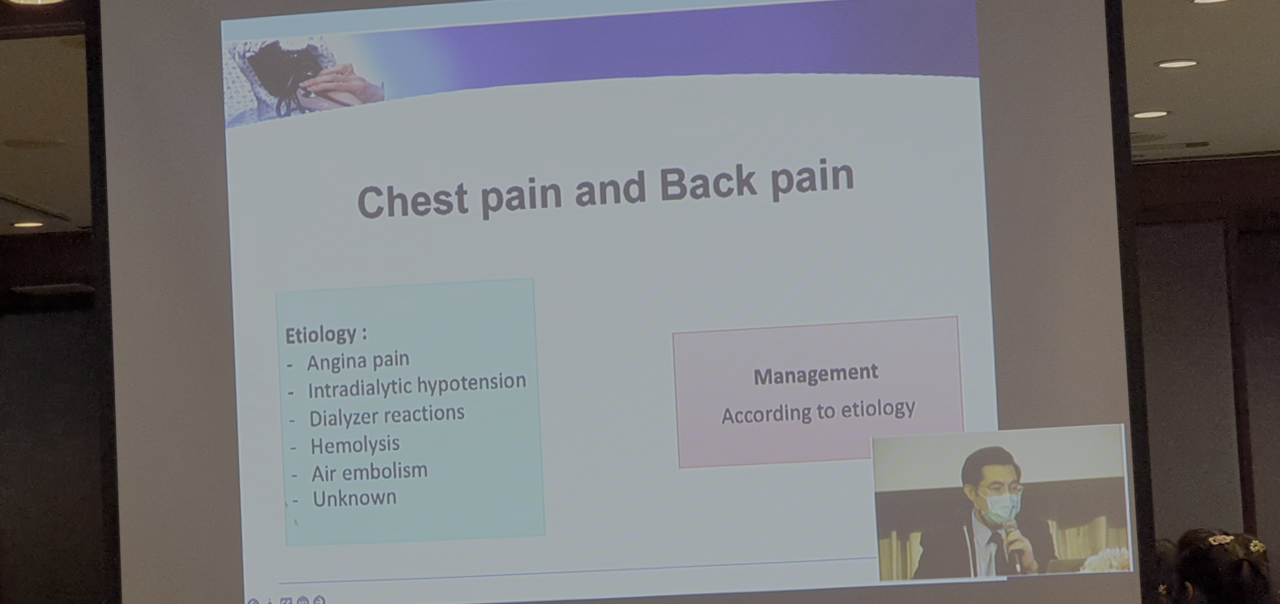 Chest pain and Back pain
Etiology :
- Angina pain
- Intradialytic hypotension
- Dialyzer reactions
- Hemolysis
- Air embolism
- Unknown
Management
According to etiology